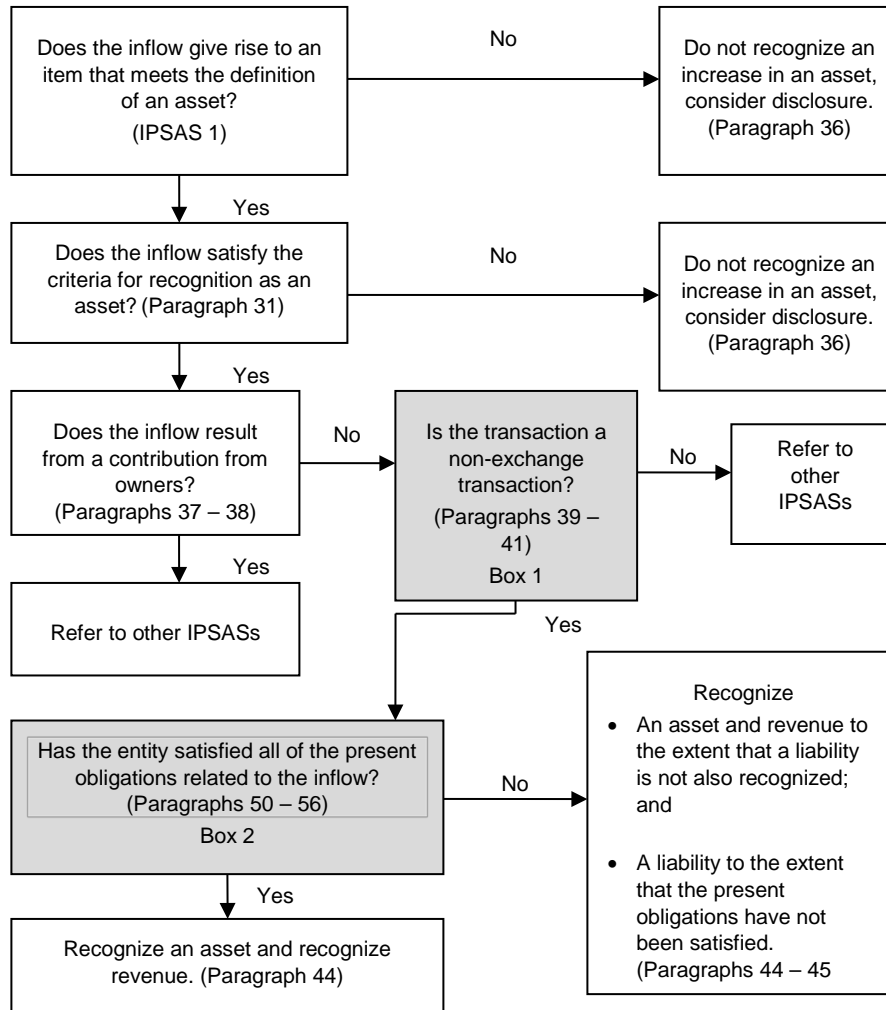 Does the inflow give rise to an
item that meets the definition
of an asset?
(IPSAS 1)
No
Do not recognize an
increase in an asset,
consider disclosure.
(Paragraph 36)
Yes
Does the inflow satisfy the
criteria for recognition as an
asset? (Paragraph 31)
No
Do not recognize an
increase in an asset,
consider disclosure.
(Paragraph 36)
Yes
Does the inflow result
from a contribution from
owners?
(Paragraphs 37 – 38)
No
Is the transaction a
non-exchange
transaction?
(Paragraphs 39 –
41)
Box 1
No
Refer to
other
IPSASs
Yes
Refer to other IPSASs
Yes
Has the entity satisfied all of the present
obligations related to the inflow?
(Paragraphs 50 – 56)
Box 2
No
Recognize
• An asset and revenue to
the extent that a liability
is not also recognized;
and
• A liability to the extent
that the present
obligations have not
been satisfied.
(Paragraphs 44 – 45
Yes
Recognize an asset and recognize
revenue. (Paragraph 44)